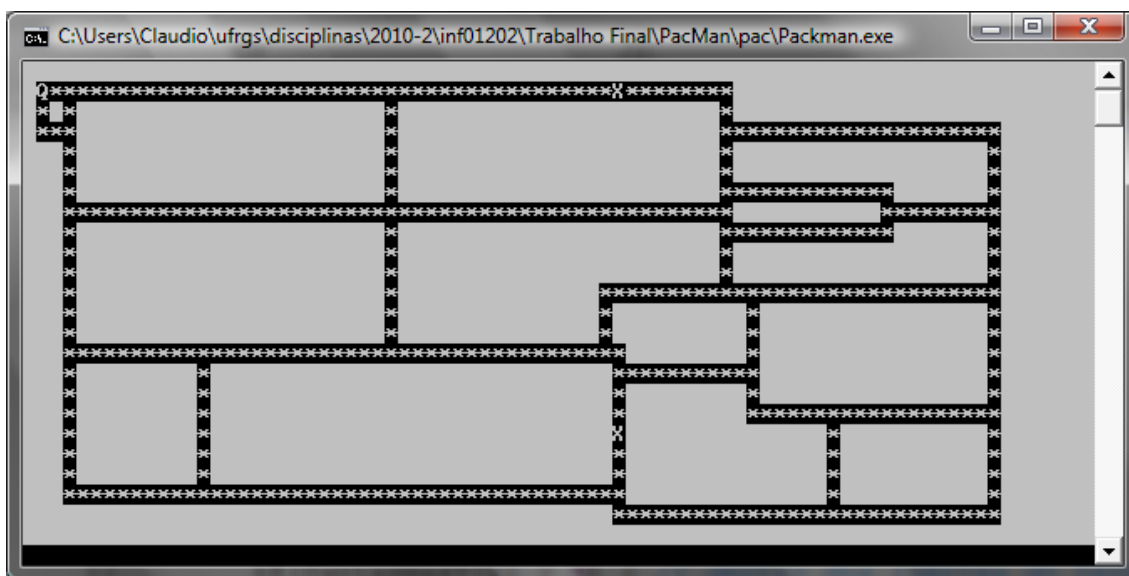 C:\Users\Claudio\ufrgs\disciplinas\2010-2\inf01202\Trabalho Final\PacMan\pac\Packman.exe
Q X
X